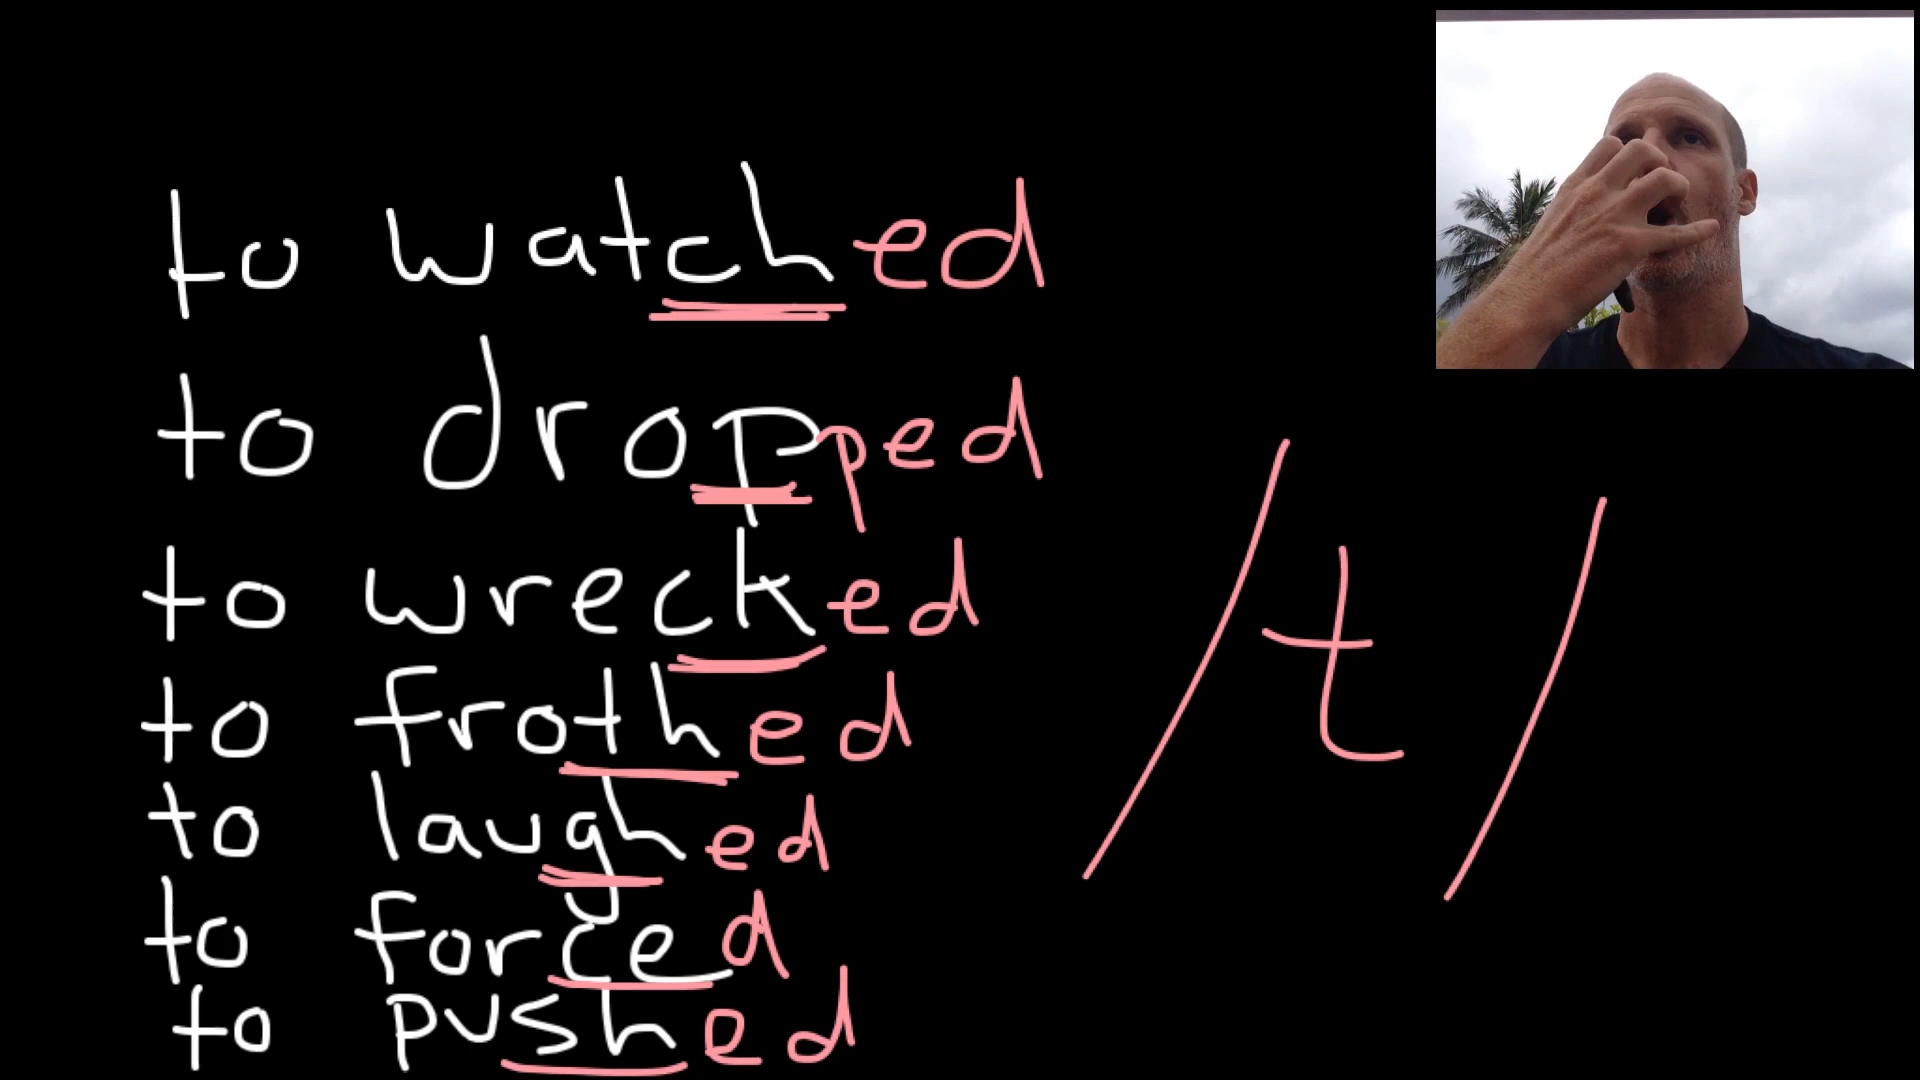 to watched
to dropped
to wrecked
to frothed
to laughed
to forced
to pushed
/t/